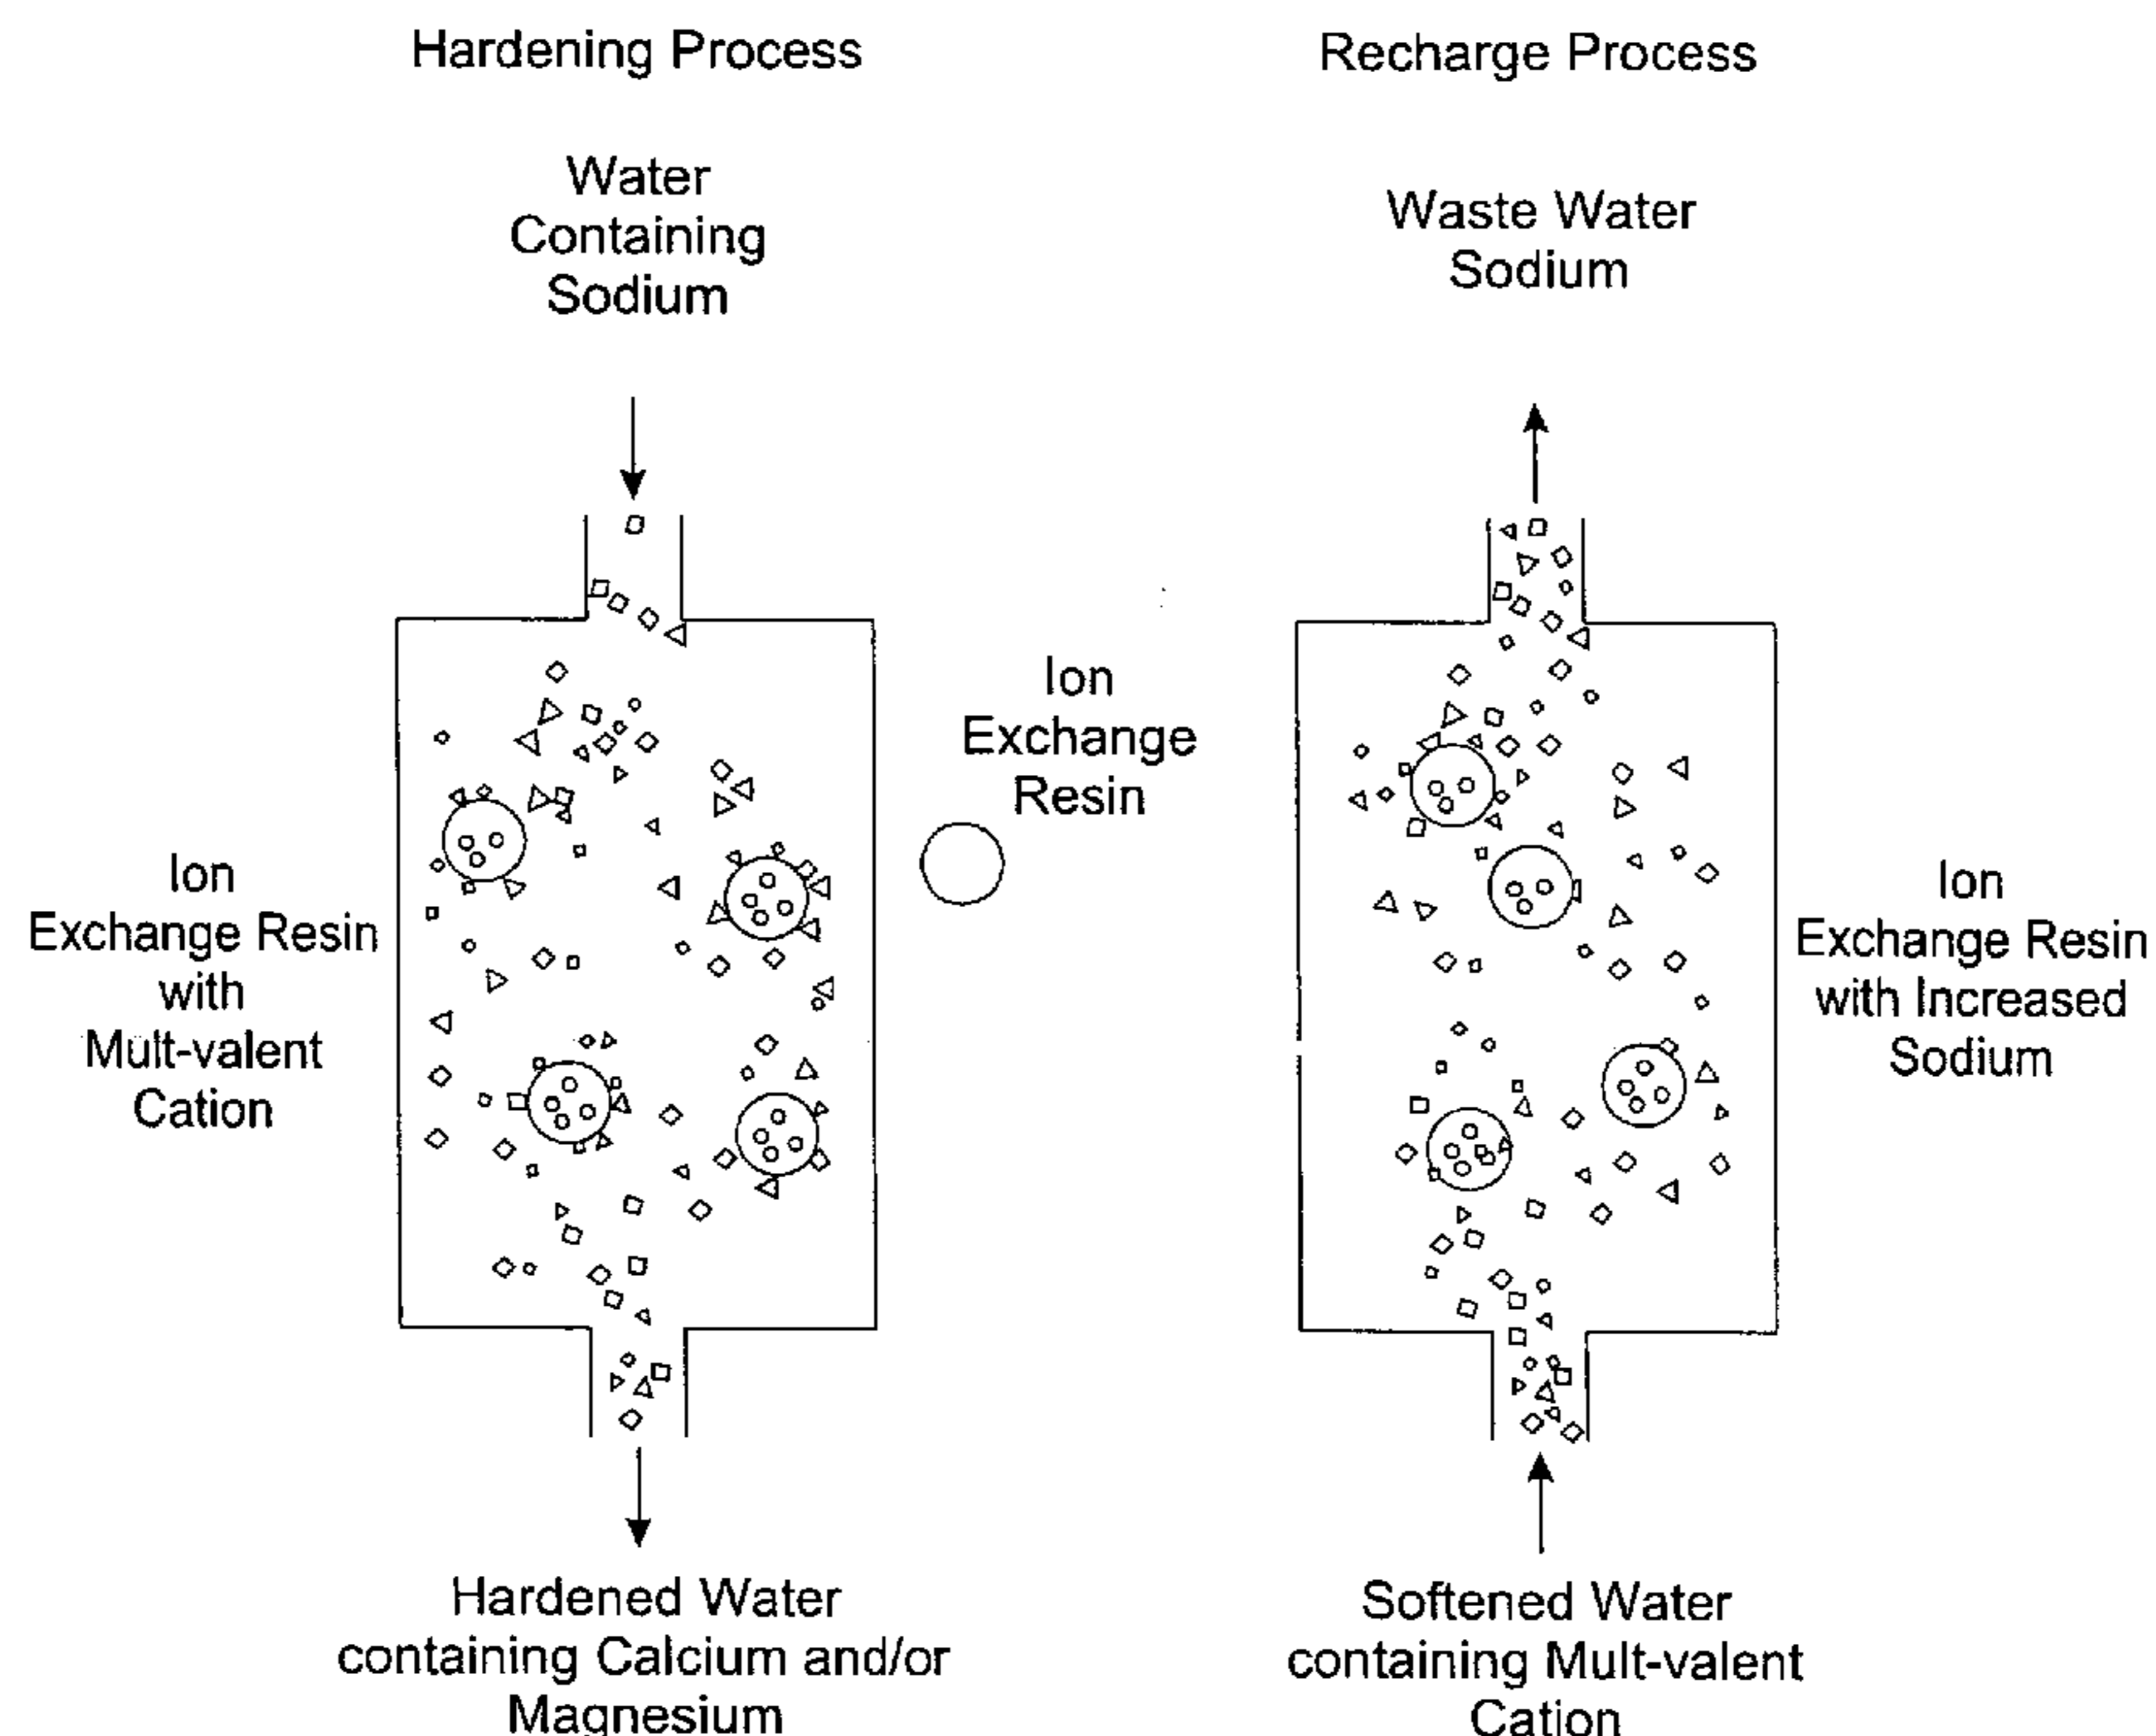 Hardening Process
Water
Containing
Sodium
Ion
Exchange Resin
with
Mult-valent
Cation
Hardened Water
containing Calcium and/or
Magnesium
Ion
Exchange
Resin
Recharge Process
Waste Water
Sodium
Ion
Exchange Resin
with Increased
Sodium
Softened Water
containing Mult-valent
Cation